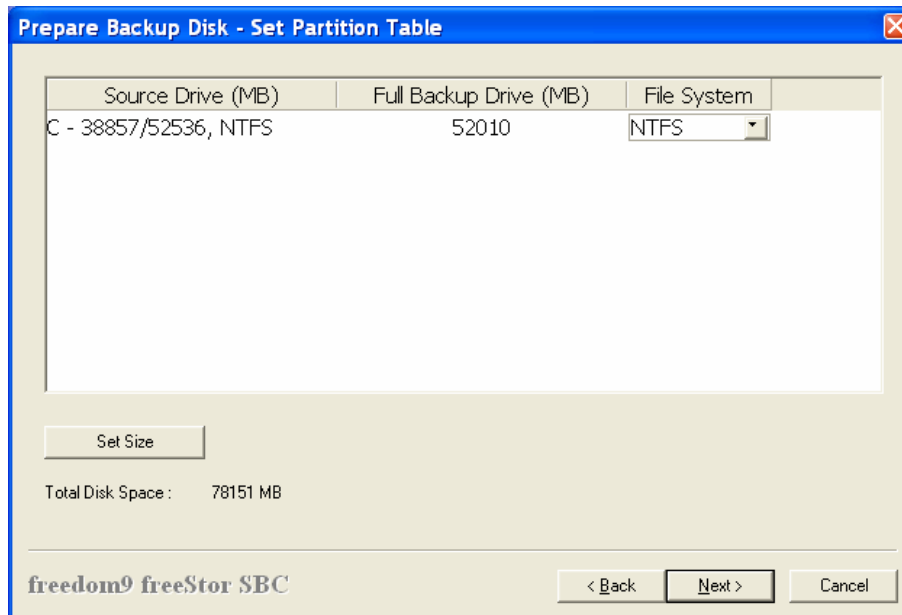 Prepare Backup Disk - Set Partition Table
Source Drive (MB) Full Backup Drive (MB) File System
C - 38857/52536, NTFS 52010 NTFS
Set Size
Total Disk Space : 78151 MB
freedom9 freeStor SBC < Back Next > Cancel